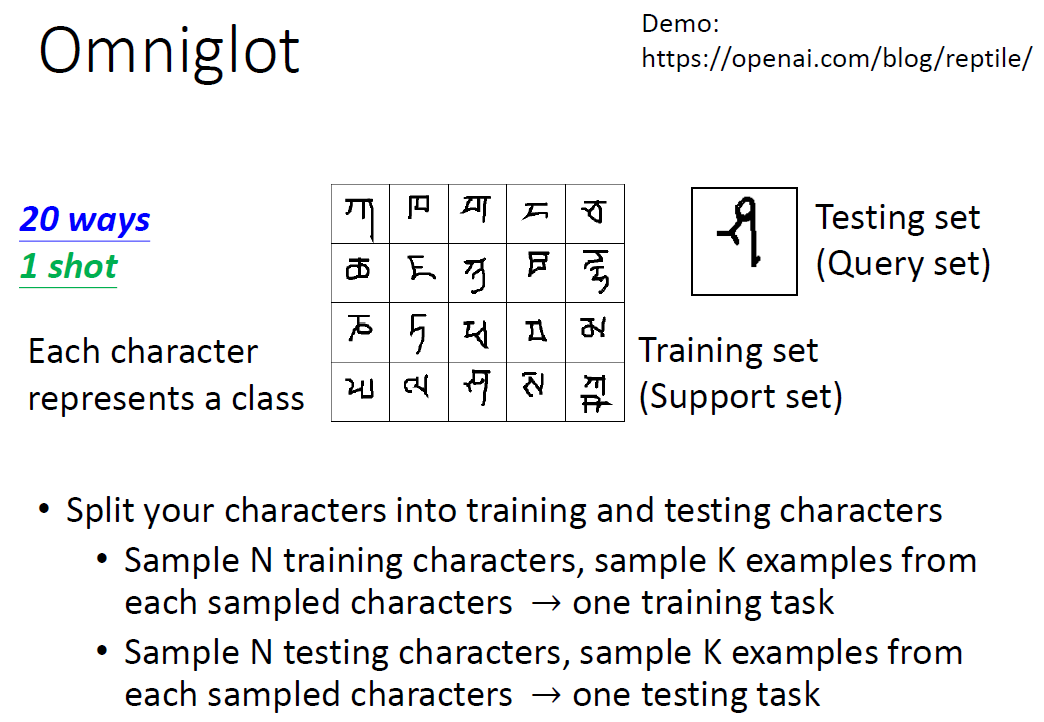 Omniglot
Demo:
https://openai.com/blog/reptile/
20 ways
1 shot
Each character
represents a class
Testing set
(Query set)
Training set
(Support set)
• Split your characters into training and testing characters
• Sample N training characters, sample K examples from
each sampled characters → one training task
• Sample N testing characters, sample K examples from
each sampled characters → one testing task